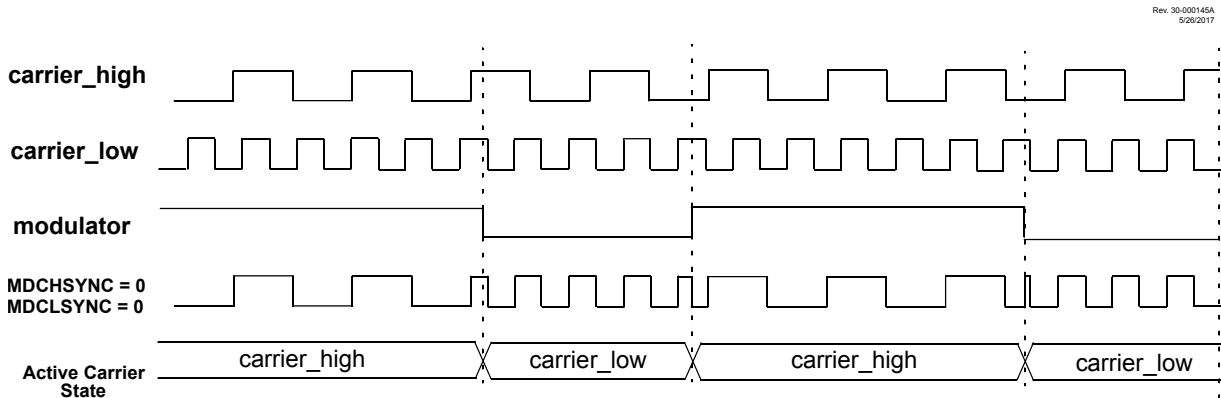 Rev. 30-000145A
5/26/2017
carrier_high
carrier_low
modulator
MDCHSYNC = 0
MDCLSYNC = 0
Active Carrier
State
carrier_high
carrier_low
carrier_high
carrier_low